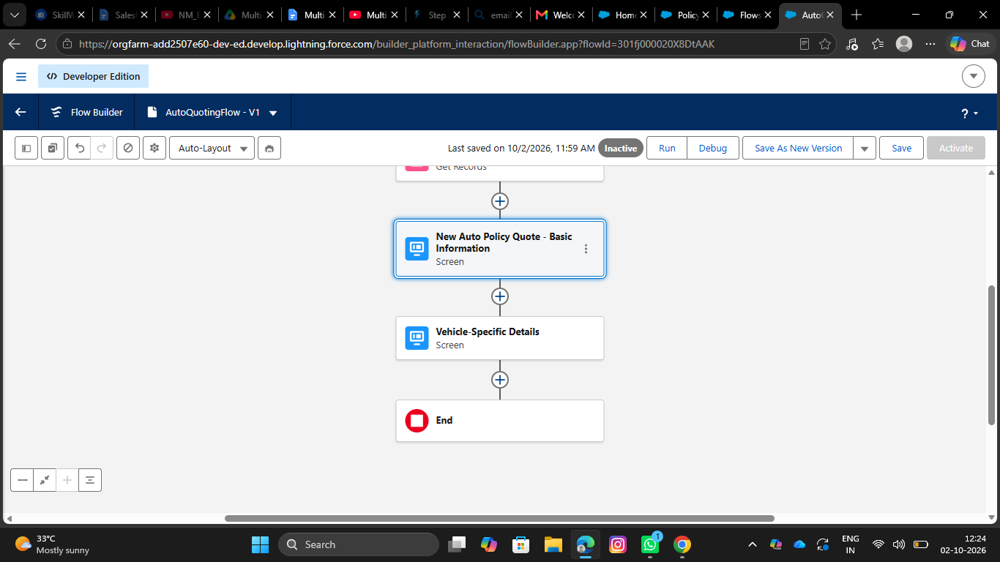 SkillW
Sales
NM_E
Multi-
Multi
Multi
Step
email
Welc
Home
Policy
Flows
Auto
https://orgfarm-add2507e60-dev-ed.develop.lightning.force.com/builder_platform_interaction/flowBuilder.app?flowId=301fj000020X8DtAAK
Chat
Developer Edition
Flow Builder
AutoQuotingFlow - V1
?
Auto-Layout
Last saved on 10/2/2026, 11:59 AM
Inactive
Run
Debug
Save As New Version
Save
Activate
Get Records
New Auto Policy Quote - Basic
Information
Screen
Vehicle-Specific Details
Screen
End
33°C
Mostly sunny
Search
1
ENG
IN
12:24
02-10-2026